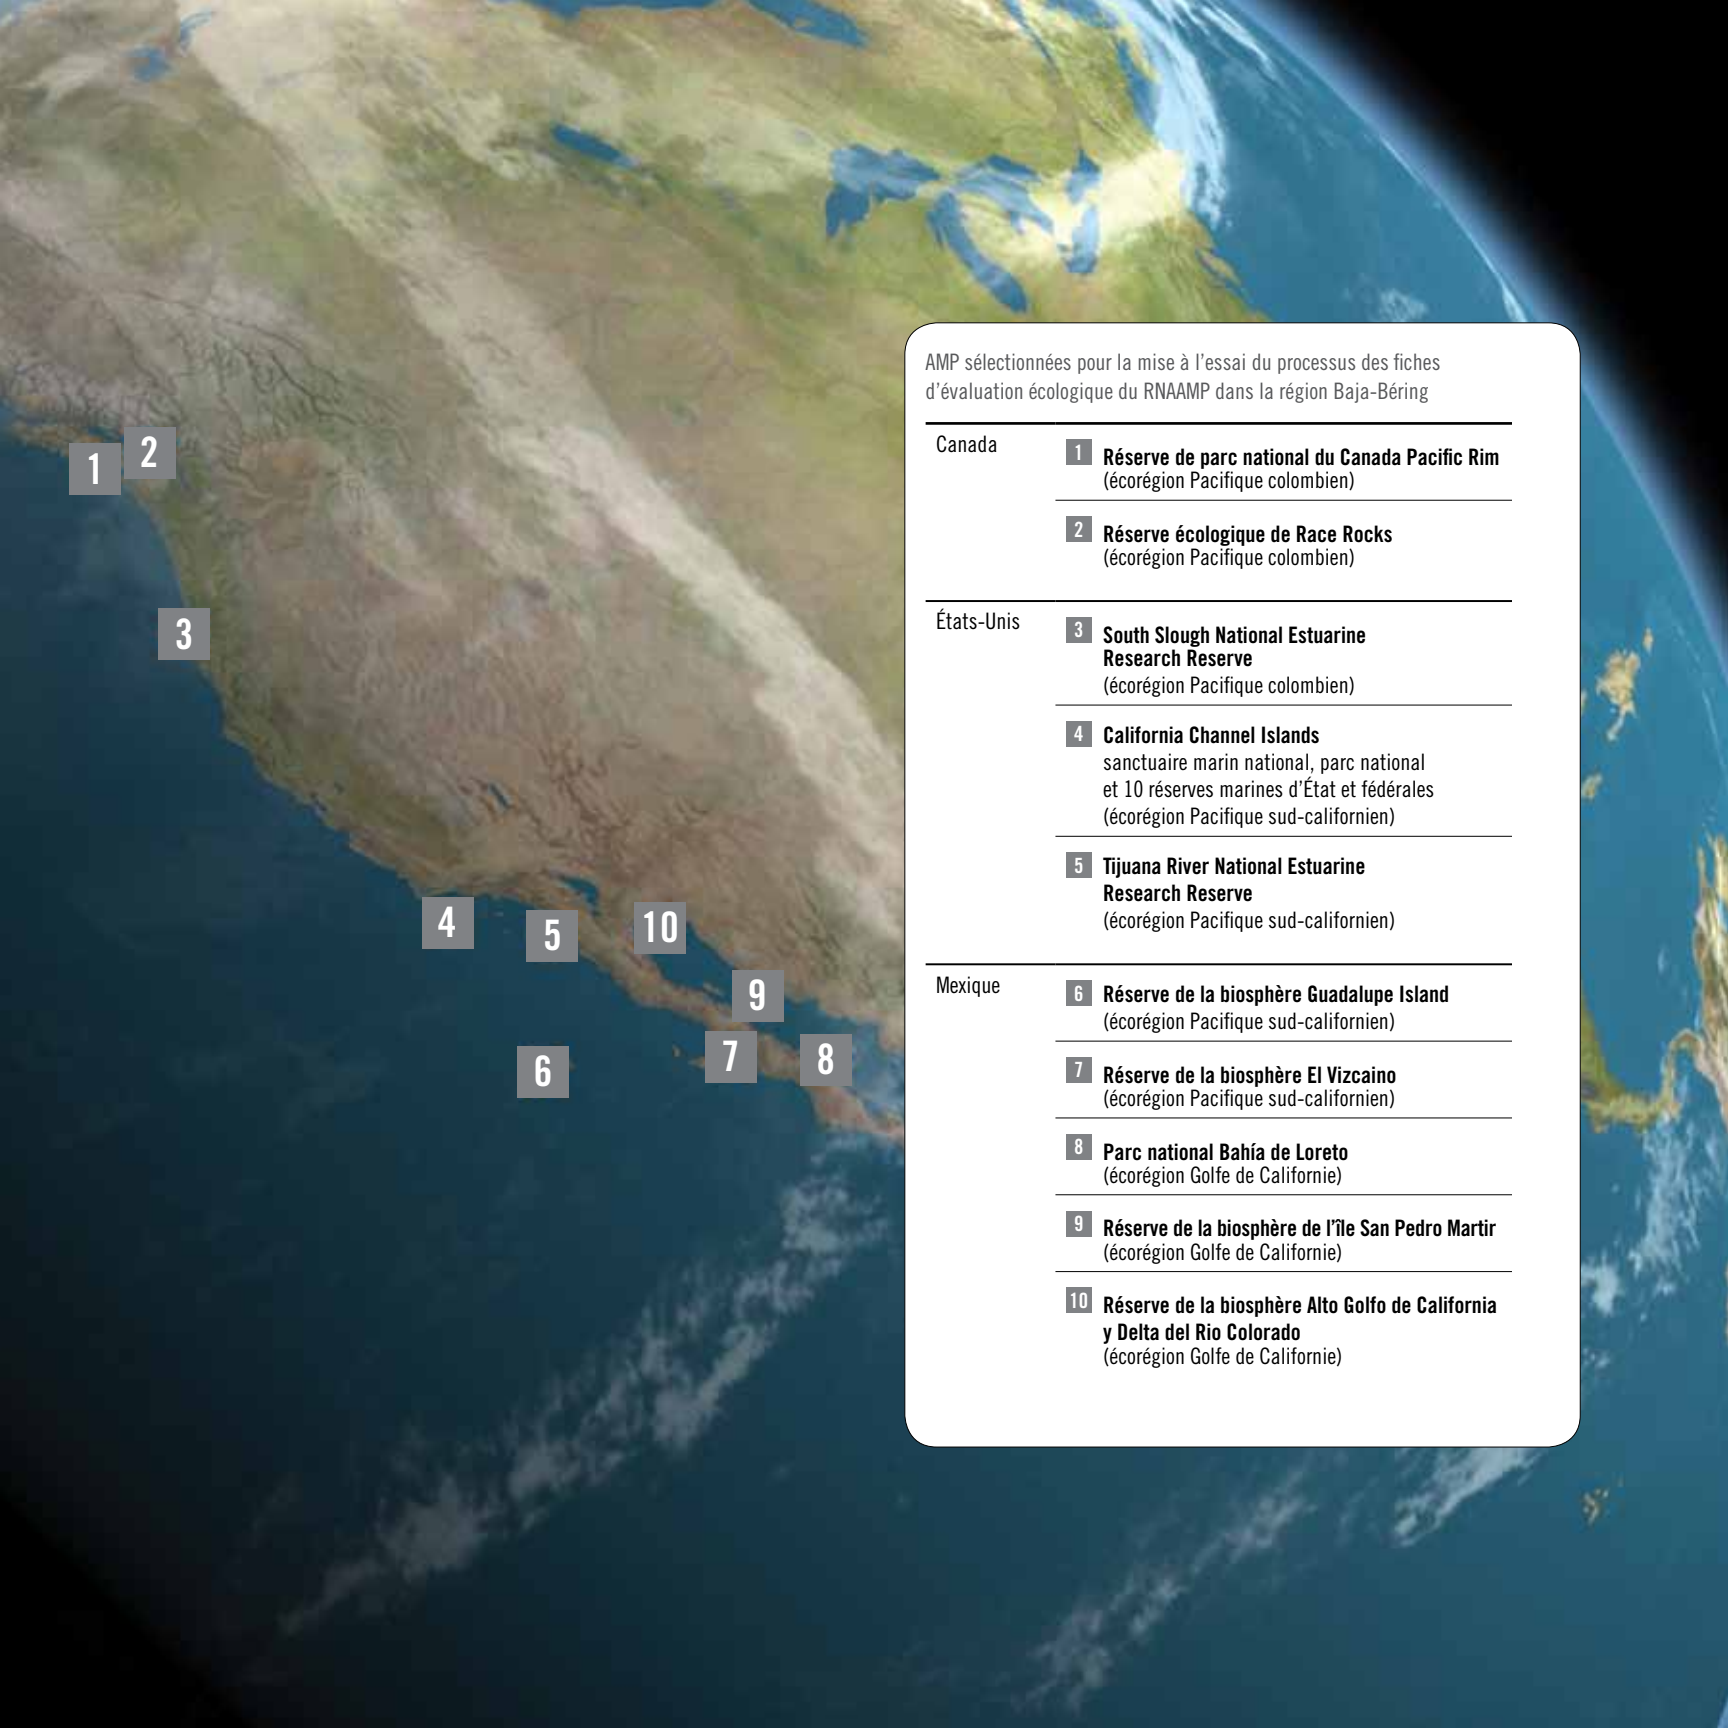 AMP sélectionnées pour la mise à l'essai du processus des fiches
d'évaluation écologique du RNAAMP dans la région Baja-Béring
Canada
1 Réserve de parc national du Canada Pacific Rim
(écorégion Pacifique colombien)
2 Réserve écologique de Race Rocks
(écorégion Pacifique colombien)
États-Unis
3 South Slough National Estuarine
Research Reserve
(écorégion Pacifique colombien)
4 California Channel Islands
sanctuaire marin national, parc national
et 10 réserves marines d'État et fédérales
(écorégion Pacifique sud-californien)
5 Tijuana River National Estuarine
Research Reserve
(écorégion Pacifique sud-californien)
Mexique
6 Réserve de la biosphère Guadalupe Island
(écorégion Pacifique sud-californien)
7 Réserve de la biosphère El Vizcaino
(écorégion Pacifique sud-californien)
8 Parc national Bahía de Loreto
(écorégion Golfe de Californie)
9 Réserve de la biosphère de l'île San Pedro Martir
(écorégion Golfe de Californie)
10 Réserve de la biosphère Alto Golfo de California
y Delta del Rio Colorado
(écorégion Golfe de Californie)
1
2
3
4
5
10
9
7
8
6